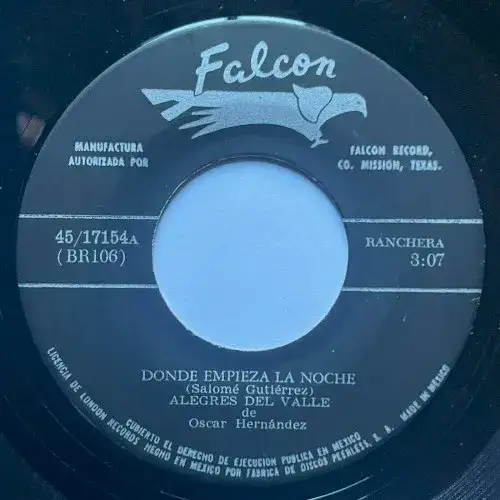 Falcon
MANUFACTURA
AUTORIZADA POR
FALCON RECORD,
CO. MISSION, TEXAS.
45/17154A
(BR106)
RANCHERA
3:07
DONDE EMPIEZA LA NOCHE
(Salomé Gutiérrez)
ALEGRES DEL VALLE
de
Oscar Hernández
LICENCIA DE LONDON RECORDS HECHO EN MEXICO POR FABRICA DE DISCOS PEERLESS, S. A. MADE IN MEXICO
CUBIERTO EL DERECHO DE EJECUCION PUBLICA EN MEXICO